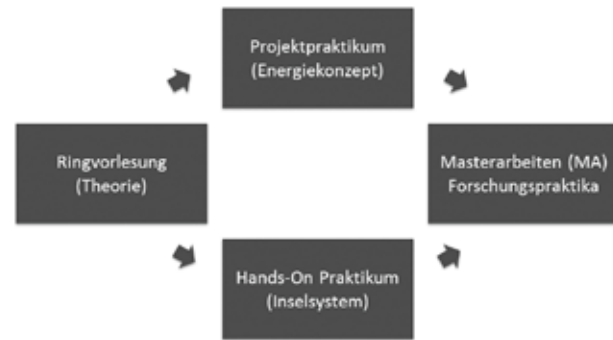 Projektpraktikum
(Energiekonzept)
Ringvorlesung
(Theorie)
Masterarbeiten (MA)
Forschungspraktika
Hands-On Praktikum
(Inselsystem)